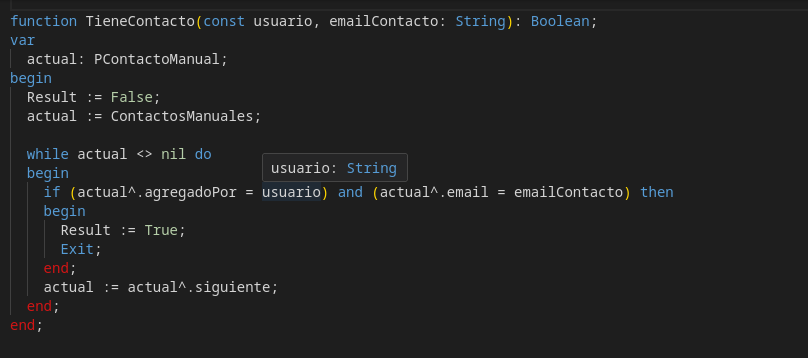 function TieneContacto(const usuario, emailContacto: String): Boolean;
var
  actual: PContactoManual;
begin
  Result := False;
  actual := ContactosManuales;

  while actual <> nil do
usuario: String
  begin
    if (actual^.agregadoPor = usuario) and (actual^.email = emailContacto) then
    begin
      Result := True;
      Exit;
    end;
    actual := actual^.siguiente;
  end;
end;